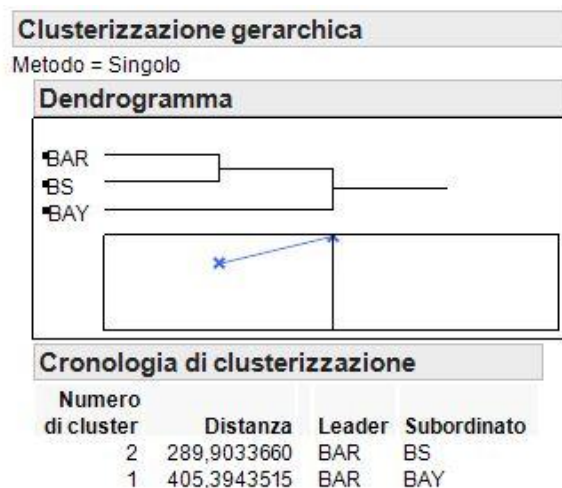 Clusterizzazione gerarchica
Metodo = Singolo
Dendrogramma
BAR
BS
BAY
Cronologia di clusterizzazione
Numero
di cluster Distanza Leader Subordinato
2 289,9033660 BAR BS
1 405,3943515 BAR BAY